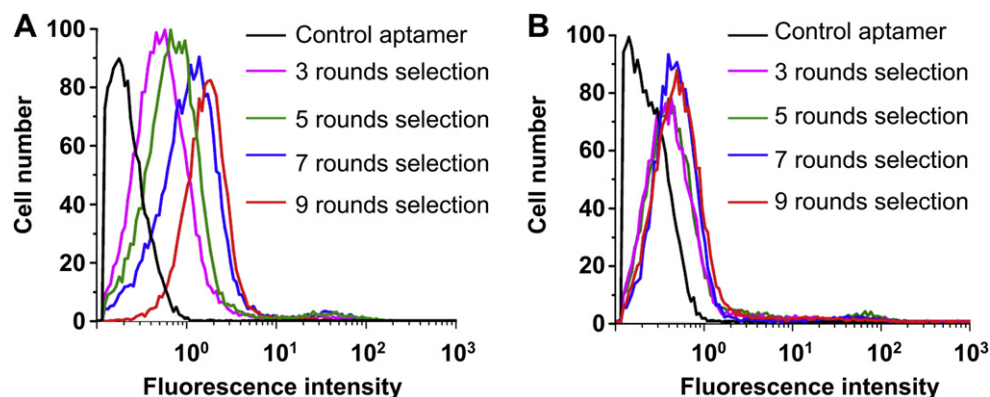 A
Control aptamer
3 rounds selection
5 rounds selection
7 rounds selection
9 rounds selection
Cell number
100
80
60
40
20
0
10⁰
10¹
10²
10³
Fluorescence intensity
B
Control aptamer
3 rounds selection
5 rounds selection
7 rounds selection
9 rounds selection
Cell number
100
80
60
40
20
0
10⁰
10¹
10²
10³
Fluorescence intensity